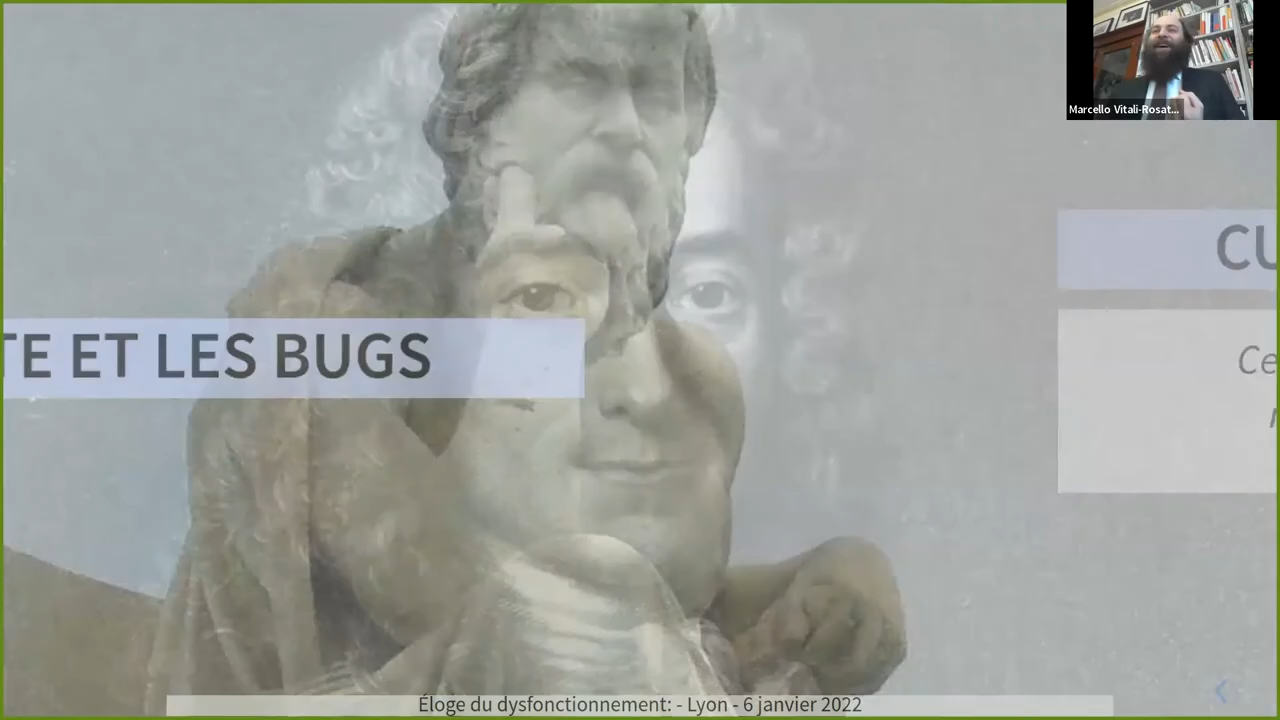 Marcello Vitali-Rosat...
CU
TE ET LES BUGS
Ce
Éloge du dysfonctionnement: - Lyon - 6 janvier 2022